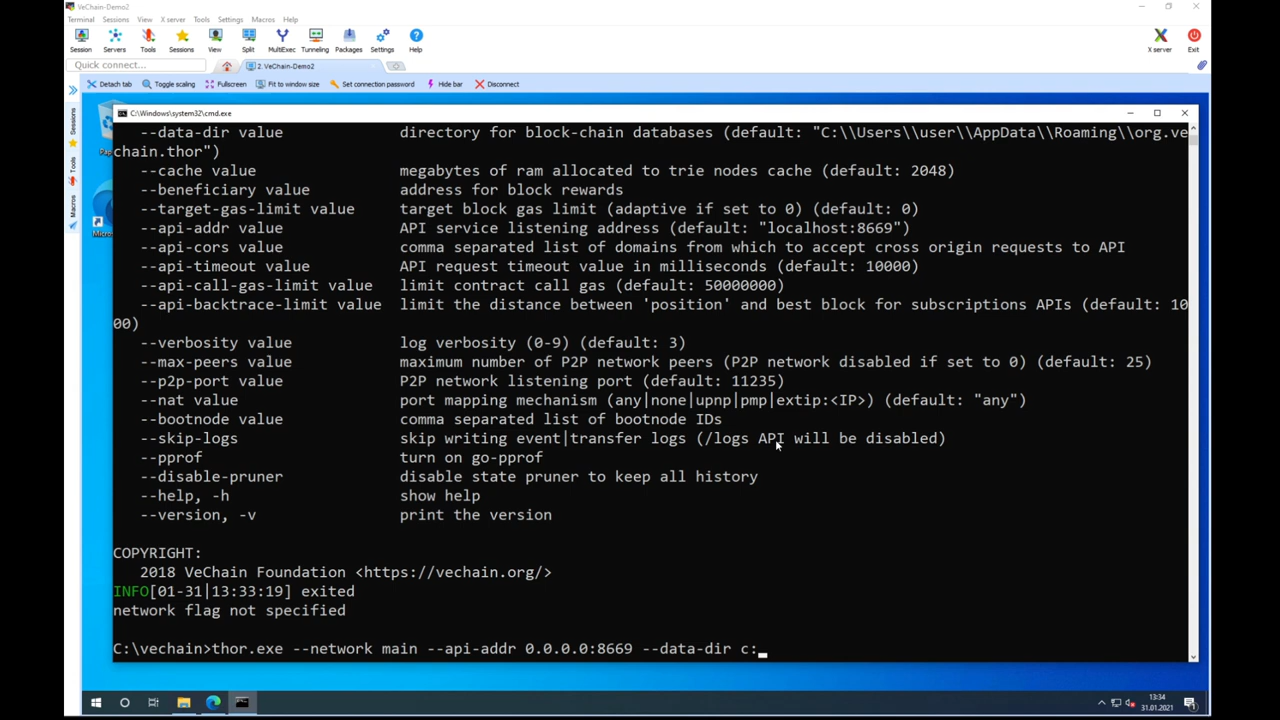 VeChain-Demo2
Terminal Sessions View X server Tools Settings Macros Help
Session Servers Tools Sessions View Split MultiExec Tunneling Packages Settings Help X server Exit
Quick connect...
2. VeChain-Demo2
Detach tab Toggle scaling Fullscreen Fit to window size Set connection password Hide bar Disconnect
Sessions
Tools
Macros
C:\Windows\system32\cmd.exe
--data-dir value directory for block-chain databases (default: "C:\\Users\\user\\AppData\\Roaming\\org.ve
chain.thor")
--cache value megabytes of ram allocated to trie nodes cache (default: 2048)
--beneficiary value address for block rewards
--target-gas-limit value target block gas limit (adaptive if set to 0) (default: 0)
--api-addr value API service listening address (default: "localhost:8669")
--api-cors value comma separated list of domains from which to accept cross origin requests to API
--api-timeout value API request timeout value in milliseconds (default: 10000)
--api-call-gas-limit value limit contract call gas (default: 50000000)
--api-backtrace-limit value limit the distance between 'position' and best block for subscriptions APIs (default: 10
00)
--verbosity value log verbosity (0-9) (default: 3)
--max-peers value maximum number of P2P network peers (P2P network disabled if set to 0) (default: 25)
--p2p-port value P2P network listening port (default: 11235)
--nat value port mapping mechanism (any|none|upnp|pmp|extip:<IP>) (default: "any")
--bootnode value comma separated list of bootnode IDs
--skip-logs skip writing event|transfer logs (/logs API will be disabled)
--pprof turn on go-pprof
--disable-pruner disable state pruner to keep all history
--help, -h show help
--version, -v print the version
COPYRIGHT:
2018 VeChain Foundation <https://vechain.org/>
INFO[01-31|13:33:19] exited
network flag not specified
C:\vechain>thor.exe --network main --api-addr 0.0.0.0:8669 --data-dir c:
13:34
31.01.2021